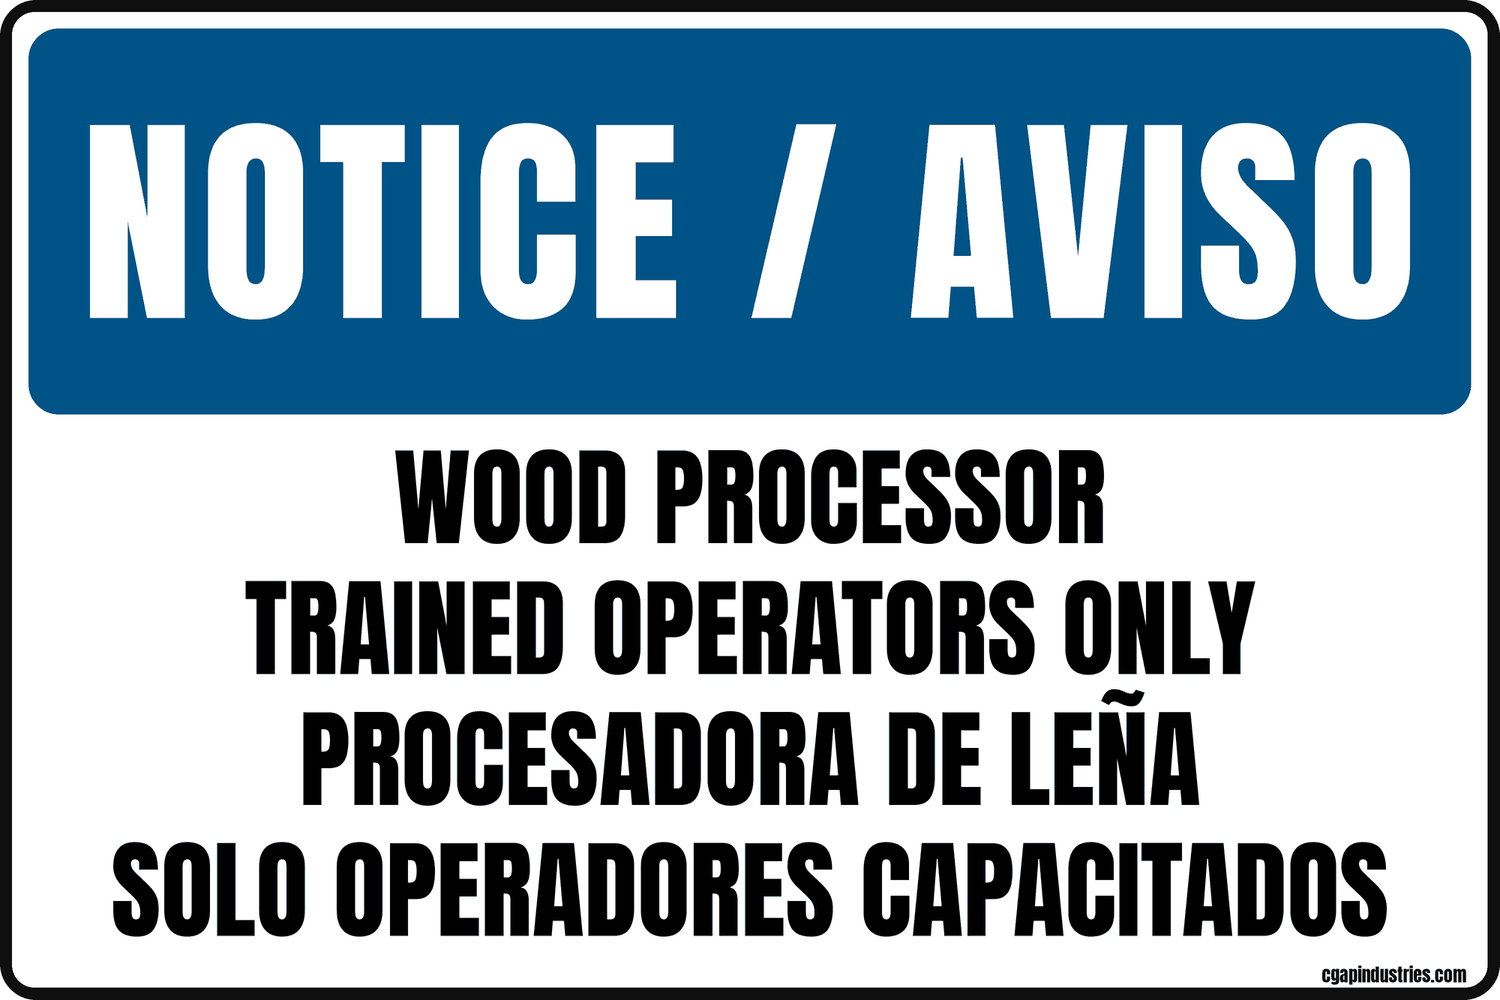 NOTICE / AVISO
WOOD PROCESSOR
TRAINED OPERATORS ONLY
PROCESADORA DE LEÑA
SOLO OPERADORES CAPACITADOS
cgapindustries.com